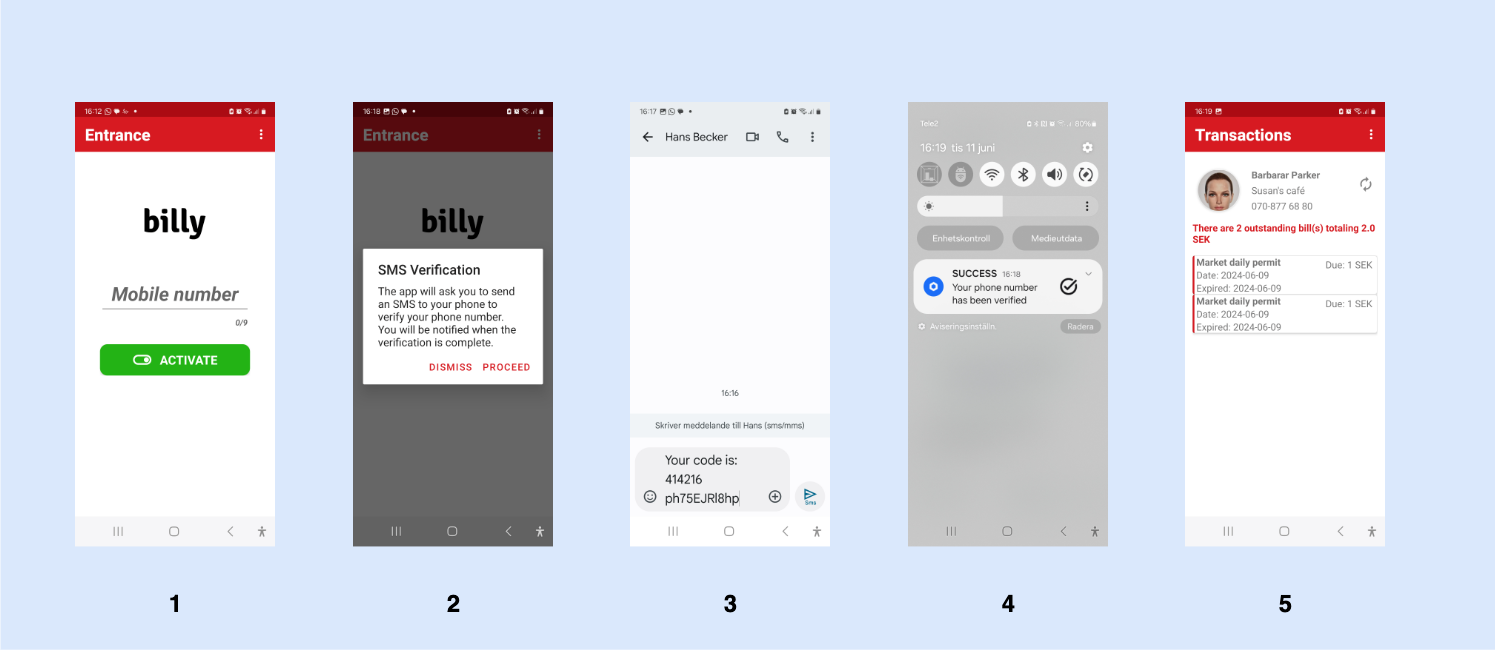 16:12
Entrance
billy
Mobile number
0/9
ACTIVATE
1
16:18
Entrance
billy
SMS Verification
The app will ask you to send
an SMS to your phone to
verify your phone number.
You will be notified when the
verification is complete.
DISMISS PROCEED
2
16:17
Hans Becker
16:16
Skriver meddelande till Hans (sms/mms)
Your code is:
414216
ph75EJRl8hp
Sms
3
Tele2
60%
16:19 tis 11 juni
Enhetskontroll Medieutdata
SUCCESS 16:18
Your phone number
has been verified
Aviseringsinställn. Radera
4
16:19
Transactions
Barbarar Parker
Susan's café
070-877 68 80
There are 2 outstanding bill(s) totaling 2.0
SEK
Market daily permit Due: 1 SEK
Date: 2024-06-09
Expired: 2024-06-09
Market daily permit Due: 1 SEK
Date: 2024-06-09
Expired: 2024-06-09
5